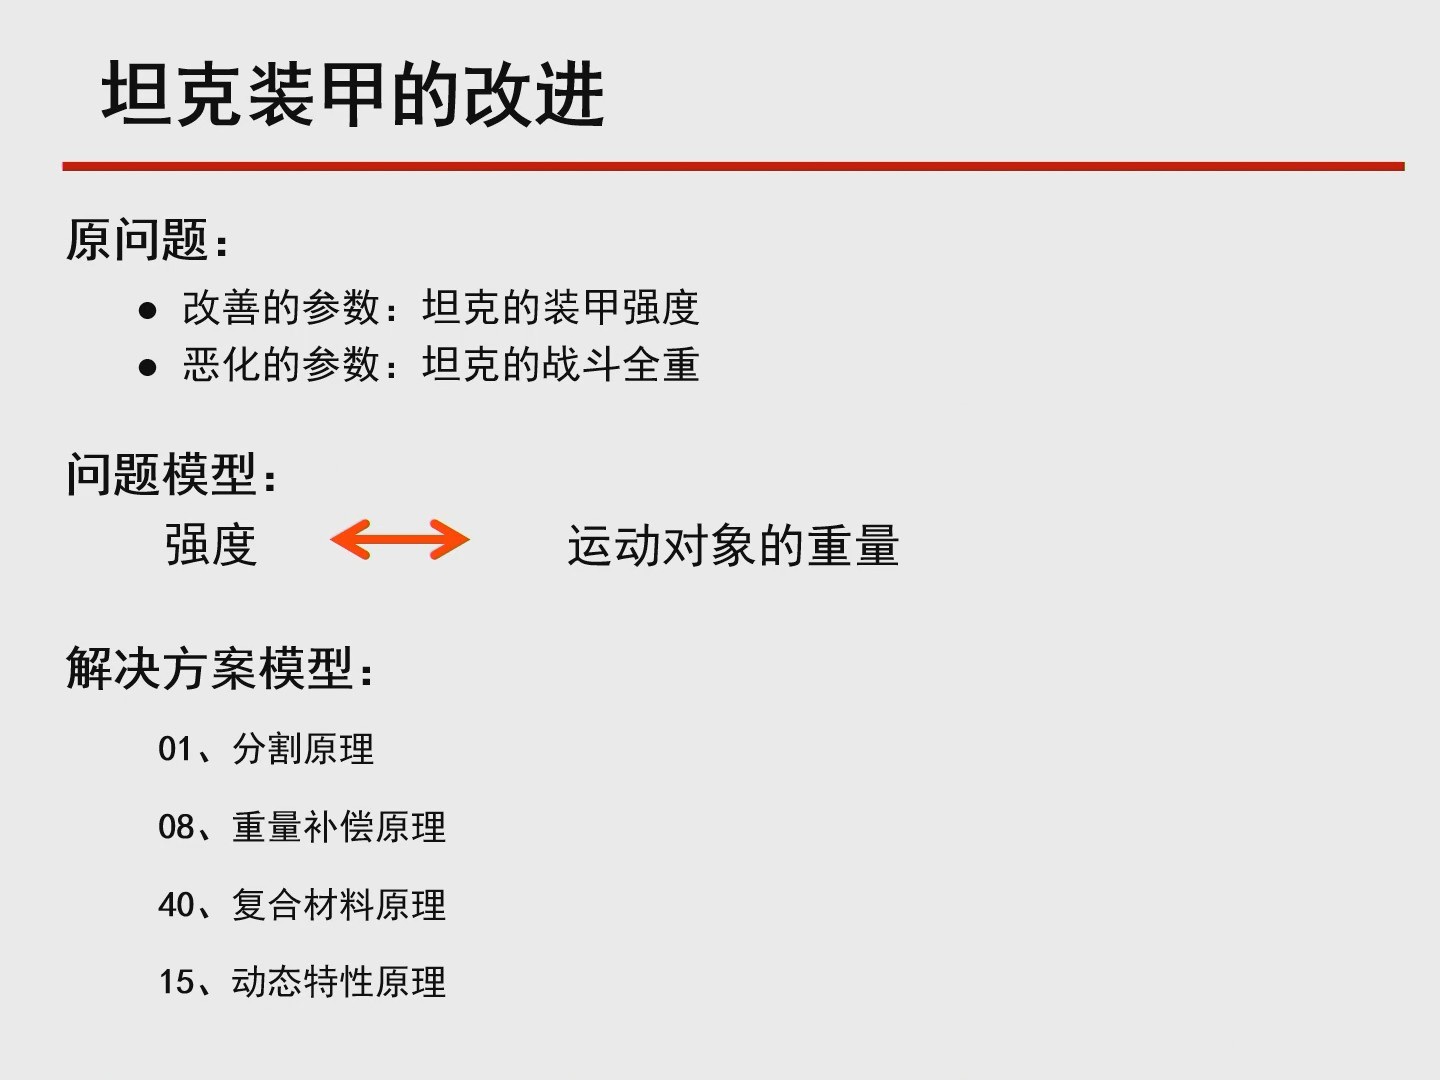 坦克装甲的改进
原问题：
● 改善的参数：坦克的装甲强度
● 恶化的参数：坦克的战斗全重
问题模型：
强度 运动对象的重量
解决方案模型：
01、分割原理
08、重量补偿原理
40、复合材料原理
15、动态特性原理